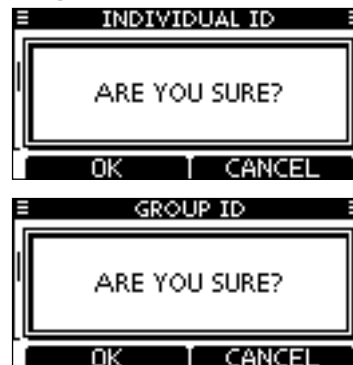 INDIVIDUAL ID
ARE YOU SURE?
OK CANCEL
GROUP ID
ARE YOU SURE?
OK CANCEL